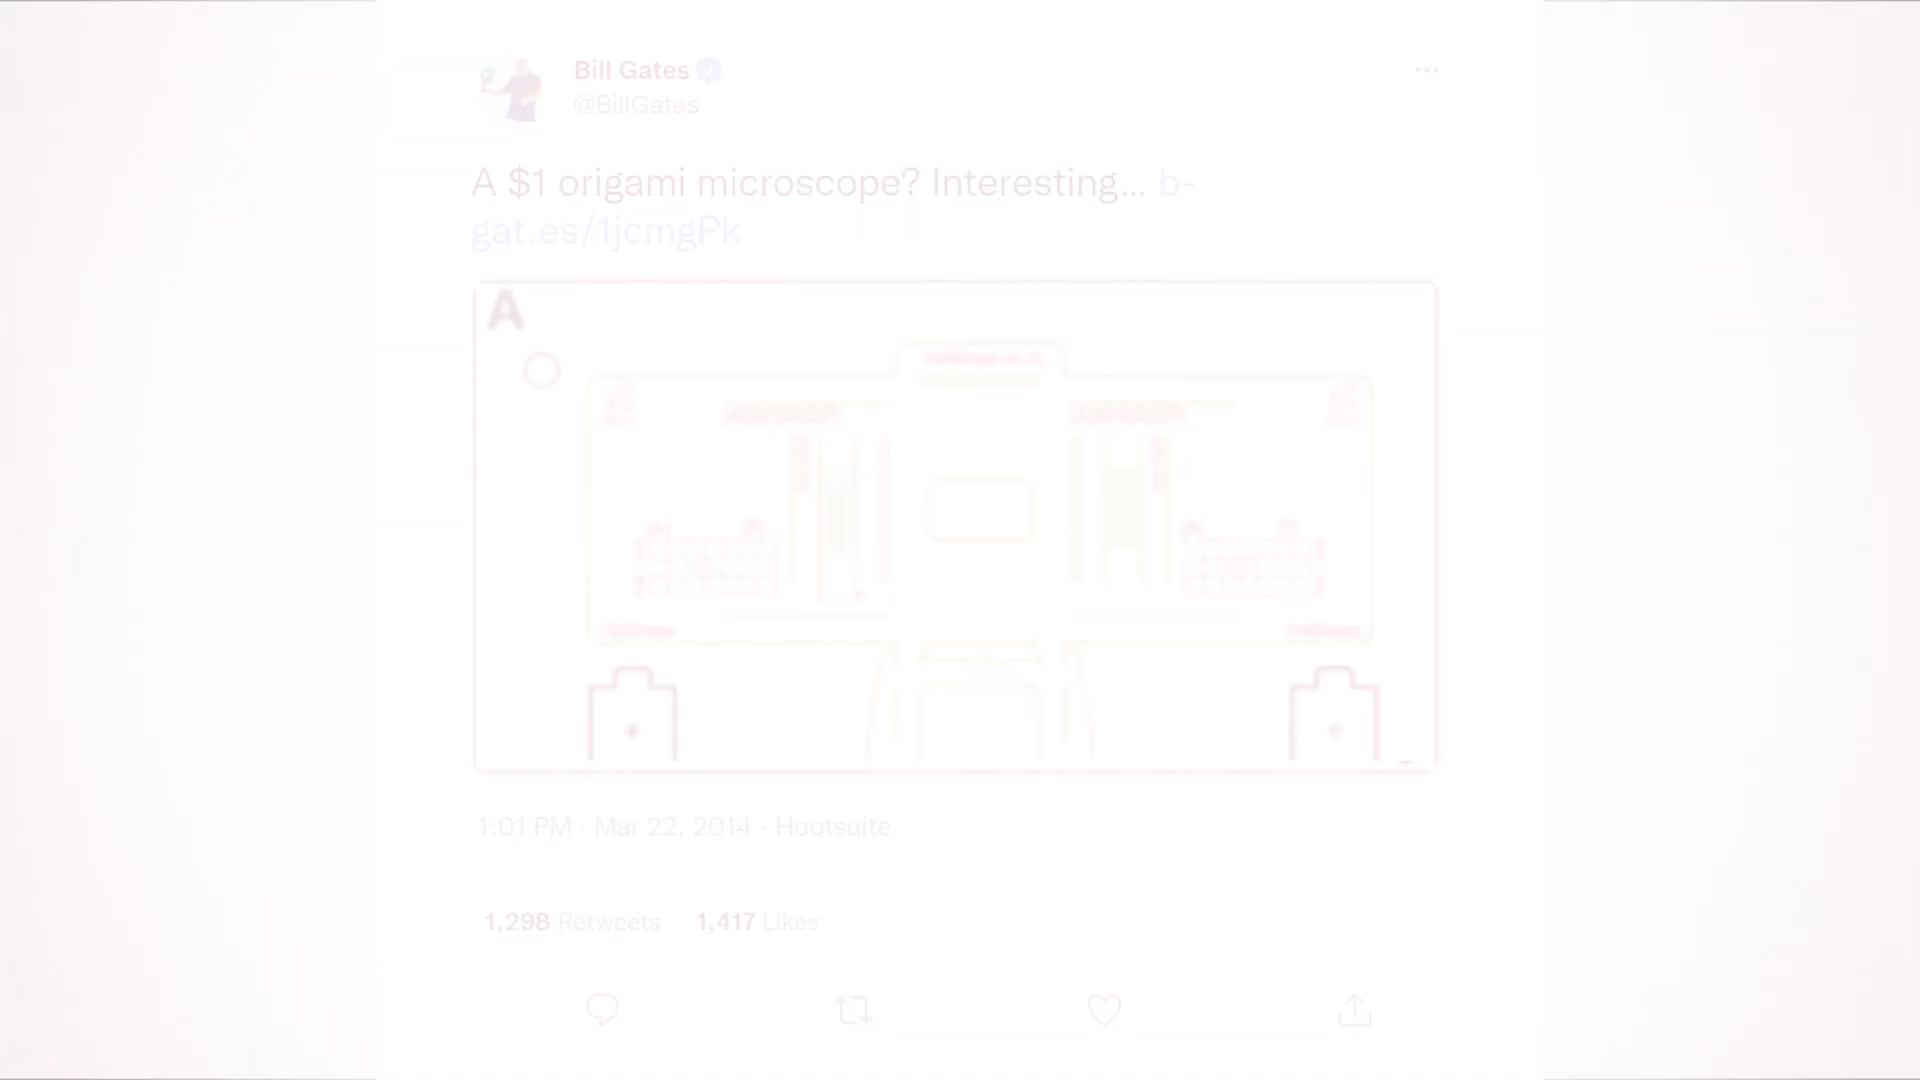 Bill Gates
@BillGates
A $1 origami microscope? Interesting... b-
gat.es/1jcmgPk
A
1:01 PM · Mar 22, 2014 · Hootsuite
1,298 Retweets 1,417 Likes